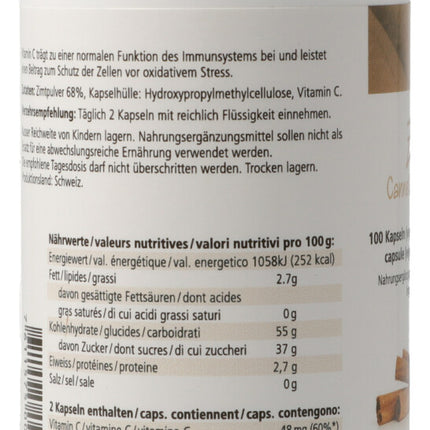 C trägt zu einer normalen Funktion des Immunsystems bei und leistet
Beitrag zum Schutz der Zellen vor oxidativem Stress.
Zimtpulver 68%, Kapselhülle: Hydroxypropylmethylcellulose, Vitamin C.
Täglich 2 Kapseln mit reichlich Flüssigkeit einnehmen.
Reichweite von Kindern lagern. Nahrungsergänzungsmittel sollen nicht als
für eine abwechslungsreiche Ernährung verwendet werden.
empfohlene Tagesdosis darf nicht überschritten werden. Trocken lagern.
Schweiz.
100 Kapseln
Nährwerte/valeurs nutritives/valori nutritivi pro 100g:
Energiewert/val. énergétique/val. energetico 1058kJ (252 kcal)
Fett/lipides/grassi 2.7g
davon gesättigte Fettsäuren/dont acides
gras saturés/di cui acidi grassi saturi 0g
Kohlenhydrate/glucides/carboidrati 55 g
davon Zucker/dont sucres/di cui zuccheri 37 g
Eiweiss/protéines/proteine 2,7 g
Salz/sel/sale 0g
2 Kapseln enthalten/caps. contiennent/caps. contengono:
Vitamin C/vitamine C/vitamina C 48 mg (60%*)